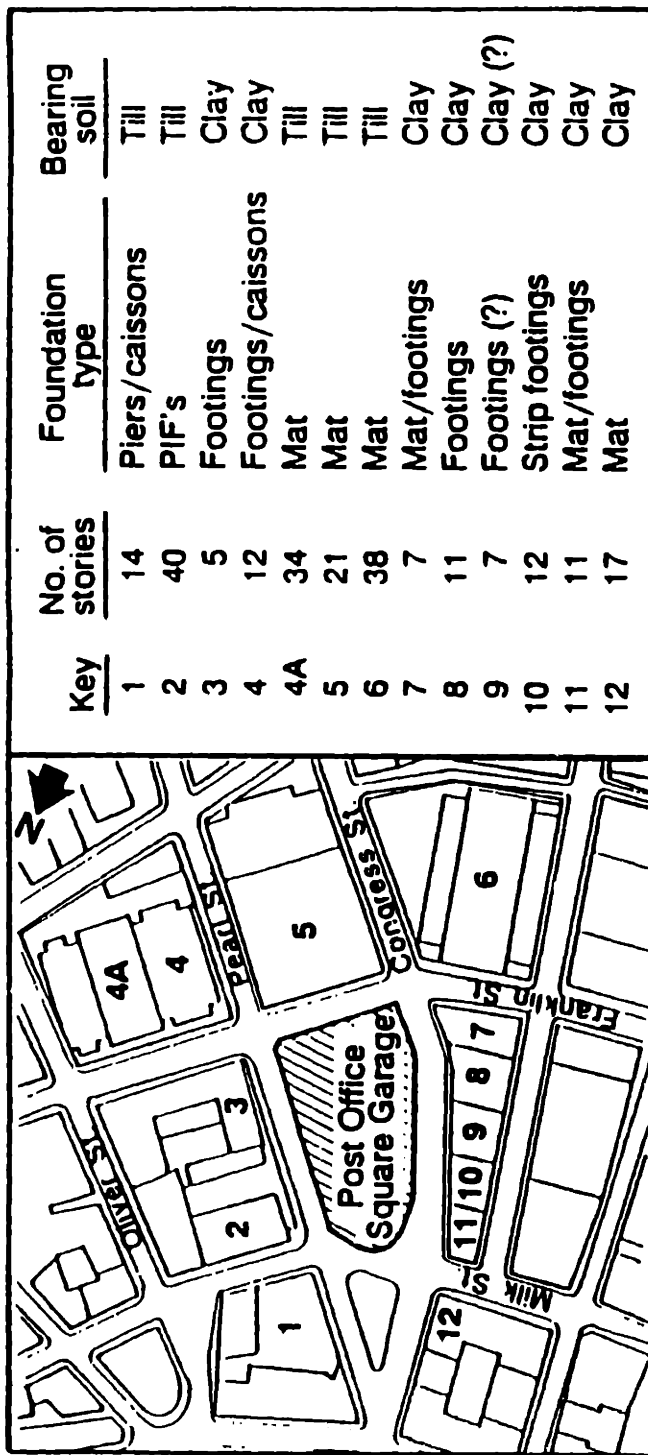 Key No. of stories Foundation type Bearing soil
1 14 Piers/caissons Till
2 40 PIF's Till
3 5 Footings Clay
4 12 Footings/caissons Clay
4A 34 Mat Till
5 21 Mat Till
6 38 Mat Till
7 7 Mat/footings Clay
8 11 Footings Clay
9 7 Footings (?) Clay (?)
10 12 Strip footings Clay
11 11 Mat/footings Clay
12 17 Mat Clay
N
Oliver St.
Pearl St.
Congress St.
Franklin St.
Milk St.
Post Office
Square Garage
1
2
3
4
4A
5
6
7
8
9
11/10
12